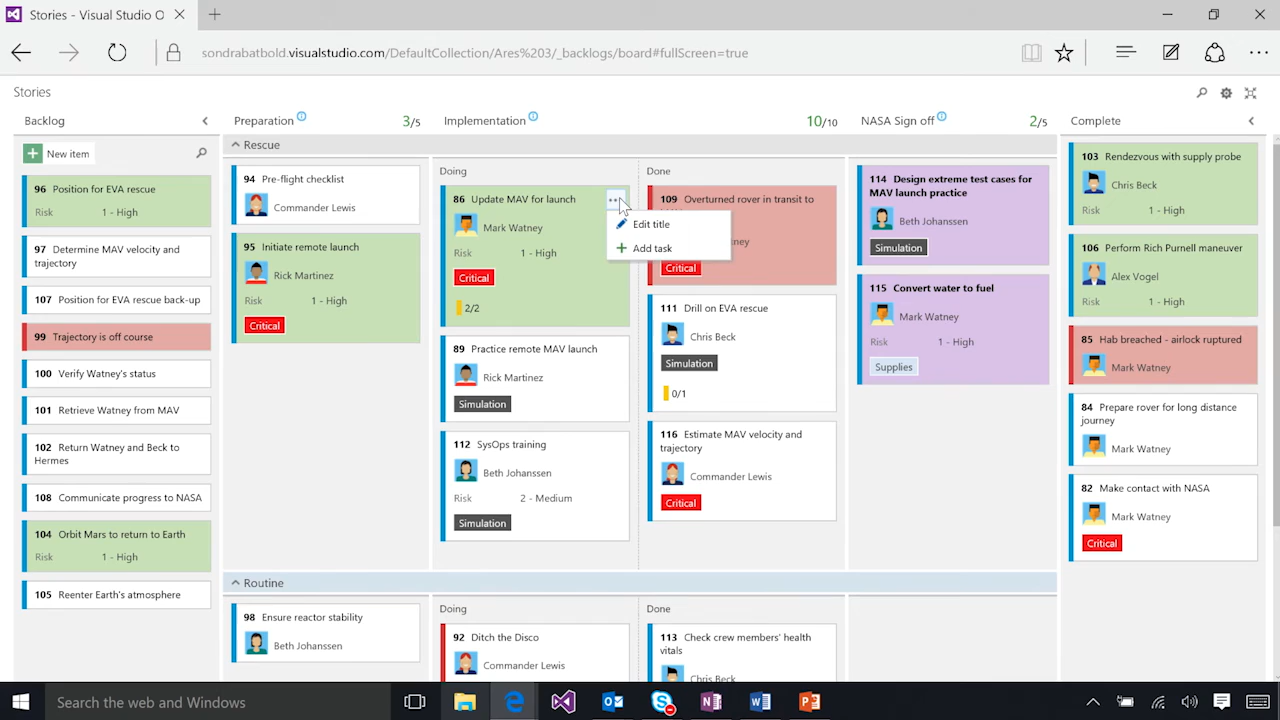 Stories - Visual Studio O
sondrabatbold.visualstudio.com/DefaultCollection/Ares%203/_backlogs/board#fullScreen=true
Stories
Backlog
New item
96 Position for EVA rescue
Risk 1 - High
97 Determine MAV velocity and
trajectory
107 Position for EVA rescue back-up
99 Trajectory is off course
100 Verify Watney's status
101 Retrieve Watney from MAV
102 Return Watney and Beck to
Hermes
108 Communicate progress to NASA
104 Orbit Mars to return to Earth
Risk 1 - High
105 Reenter Earth's atmosphere
Preparation 3/5
Rescue
94 Pre-flight checklist
Commander Lewis
95 Initiate remote launch
Rick Martinez
Risk 1 - High
Critical
Implementation 10/10
Doing
86 Update MAV for launch
Mark Watney
Risk 1 - High
Critical
2/2
Edit title
Add task
89 Practice remote MAV launch
Rick Martinez
Simulation
112 SysOps training
Beth Johanssen
Risk 2 - Medium
Simulation
Done
109 Overturned rover in transit to
Critical
111 Drill on EVA rescue
Chris Beck
Simulation
0/1
116 Estimate MAV velocity and
trajectory
Commander Lewis
Critical
NASA Sign off 2/5
114 Design extreme test cases for
MAV launch practice
Beth Johanssen
Simulation
115 Convert water to fuel
Mark Watney
Risk 1 - High
Supplies
Complete
103 Rendezvous with supply probe
Chris Beck
Risk 1 - High
106 Perform Rich Purnell maneuver
Alex Vogel
Risk 1 - High
85 Hab breached - airlock ruptured
Mark Watney
84 Prepare rover for long distance
journey
Mark Watney
82 Make contact with NASA
Mark Watney
Critical
Routine
98 Ensure reactor stability
Beth Johanssen
Doing
92 Ditch the Disco
Commander Lewis
Done
113 Check crew members' health
vitals
Chris Beck
Search the web and Windows